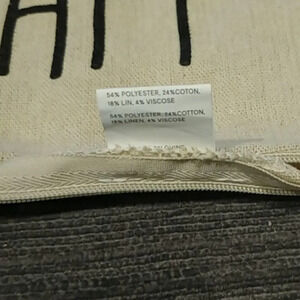 54% POLYESTER, 24%COTON,
18% LIN, 4% VISCOSE
54% POLYESTER, 24%COTTON,
18% LINEN, 4% VISCOSE